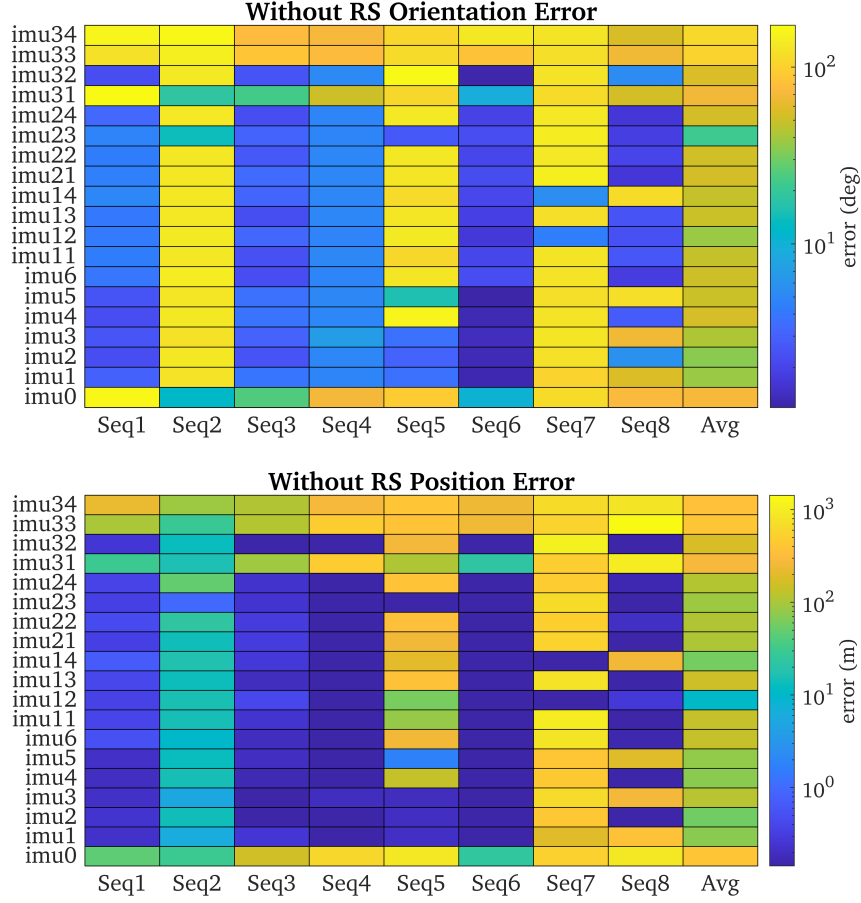 Without RS Orientation Error
imu34
imu33
imu32
imu31
imu24
imu23
imu22
imu21
imu14
imu13
imu12
imu11
imu6
imu5
imu4
imu3
imu2
imu1
imu0
Seq1 Seq2 Seq3 Seq4 Seq5 Seq6 Seq7 Seq8 Avg
10²
10¹
error (deg)
Without RS Position Error
imu34
imu33
imu32
imu31
imu24
imu23
imu22
imu21
imu14
imu13
imu12
imu11
imu6
imu5
imu4
imu3
imu2
imu1
imu0
Seq1 Seq2 Seq3 Seq4 Seq5 Seq6 Seq7 Seq8 Avg
10³
10²
10¹
10⁰
error (m)